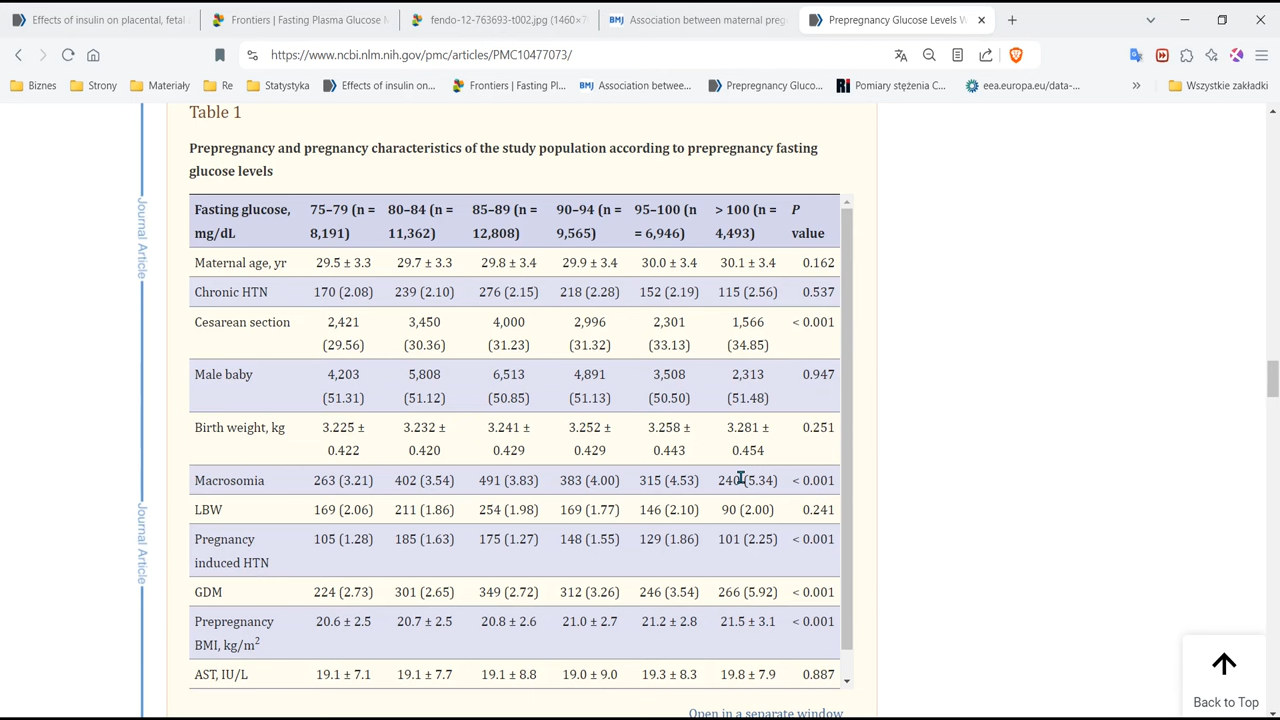 Effects of insulin on placental, fetal
Frontiers | Fasting Plasma Glucose
fendo-12-763693-t002.jpg (1460×
Association between maternal preg
Prepregnancy Glucose Levels W
https://www.ncbi.nlm.nih.gov/pmc/articles/PMC10477073/
Biznes Strony Materiały Re Statystyka Effects of insulin on... Frontiers | Fasting Pl... BMJ Association betwee... Prepregnancy Gluco... Pomiary stężenia C... eea.europa.eu/data-... » Wszystkie zakładki
Table 1
Prepregnancy and pregnancy characteristics of the study population according to prepregnancy fasting
glucose levels
Fasting glucose, 75–79 (n = 80–84 (n = 85–89 (n = (n = 95–100 (n > 100 (n = P
mg/dL 8,191) 11,362) 12,808) = 6,946) 4,493) value
Maternal age, yr 29.5 ± 3.3 29.7 ± 3.3 29.8 ± 3.4 ± 3.4 30.0 ± 3.4 30.1 ± 3.4 0.162
Chronic HTN 170 (2.08) 239 (2.10) 276 (2.15) 218 (2.28) 152 (2.19) 115 (2.56) 0.537
Cesarean section 2,421 3,450 4,000 2,996 2,301 1,566 < 0.001
(29.56) (30.36) (31.23) (31.32) (33.13) (34.85)
Male baby 4,203 5,808 6,513 4,891 3,508 2,313 0.947
(51.31) (51.12) (50.85) (51.13) (50.50) (51.48)
Birth weight, kg 3.225 ± 3.232 ± 3.241 ± 3.252 ± 3.258 ± 3.281 ± 0.251
0.422 0.420 0.429 0.429 0.443 0.454
Macrosomia 263 (3.21) 402 (3.54) 491 (3.83) 383 (4.00) 315 (4.53) 240 (5.34) < 0.001
LBW 169 (2.06) 211 (1.86) (1.98) (1.77) 146 (2.10) 90 (2.00) 0.241
Pregnancy 105 (1.28) 185 (1.63) 175 (1.27) 148 (1.55) 129 (1.86) 101 (2.25) < 0.001
induced HTN
GDM 224 (2.73) 301 (2.65) 349 (2.72) 312 (3.26) 246 (3.54) 266 (5.92) < 0.001
Prepregnancy 20.6 ± 2.5 20.7 ± 2.5 20.8 ± 2.6 21.0 ± 2.7 21.2 ± 2.8 21.5 ± 3.1 < 0.001
BMI, kg/m²
AST, IU/L 19.1 ± 7.1 19.1 ± 7.7 19.1 ± 8.8 19.0 ± 9.0 19.3 ± 8.3 19.8 ± 7.9 0.887
Open in a separate window
Journal Article
Journal Article
Back to Top